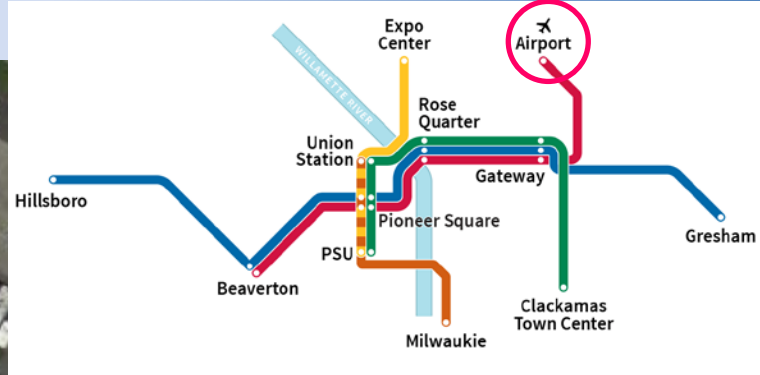 Expo
Center
Airport
WILLAMETTE RIVER
Rose
Quarter
Union
Station
Gateway
Hillsboro
Pioneer Square
Gresham
PSU
Beaverton
Clackamas
Town Center
Milwaukie